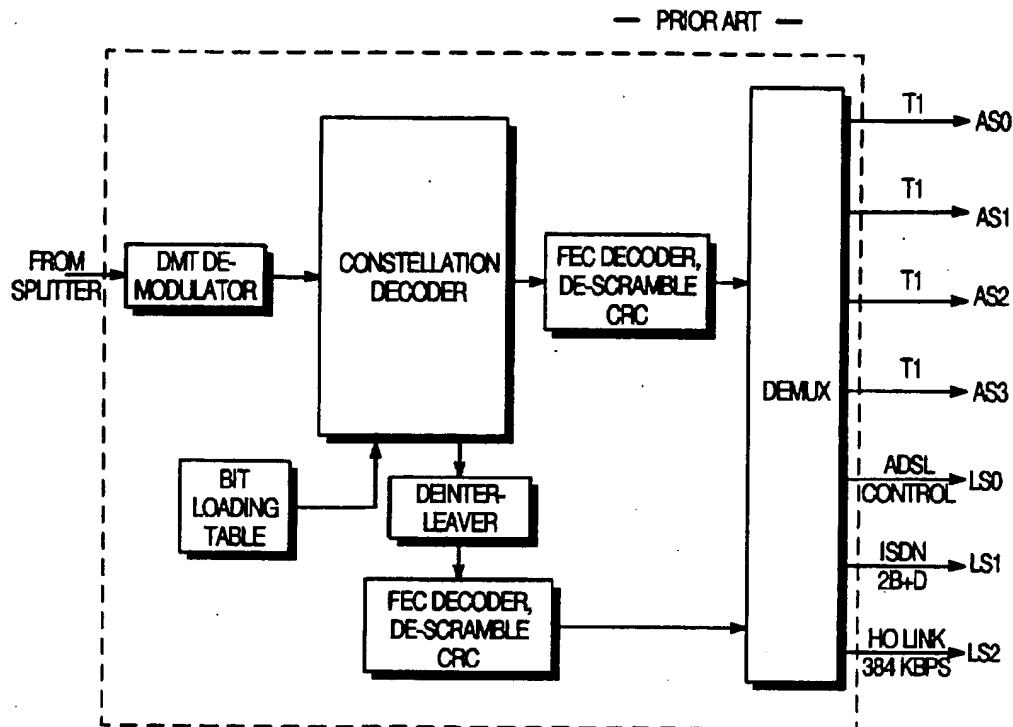 — PRIOR ART —
FROM
SPLITTER
DMT DE-
MODULATOR
CONSTELLATION
DECODER
FEC DECODER,
DE-SCRAMBLE
CRC
BIT
LOADING
TABLE
DEINTER-
LEAVER
FEC DECODER,
DE-SCRAMBLE
CRC
DEMUX
T1
AS0
T1
AS1
T1
AS2
T1
AS3
ADSL
CONTROL
LS0
ISDN
2B+D
LS1
HO LINK
384 KBPS
LS2